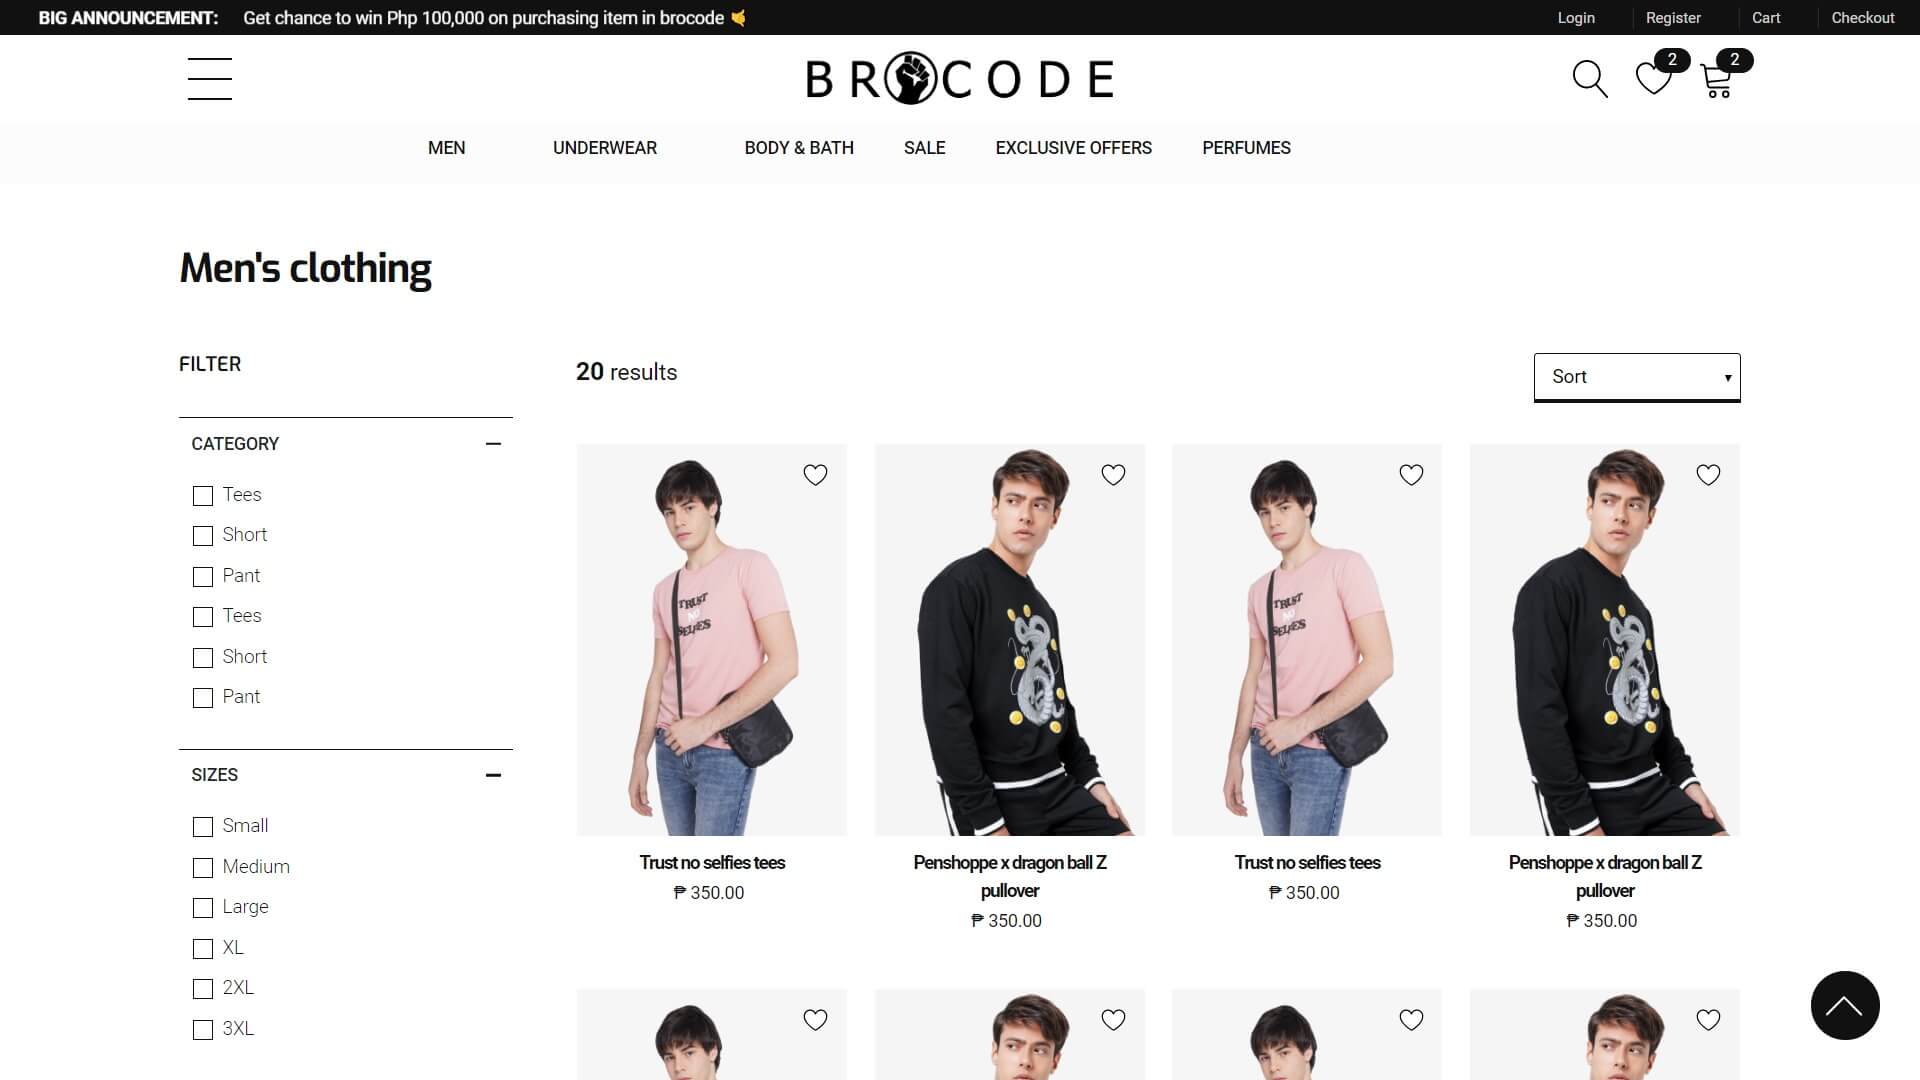 BIG ANNOUNCEMENT: Get chance to win Php 100,000 on purchasing item in brocode 🤙
Login Register Cart Checkout
BROCODE
2 2
MEN UNDERWEAR BODY & BATH SALE EXCLUSIVE OFFERS PERFUMES
Men's clothing
FILTER
20 results
Sort
CATEGORY
Tees
Short
Pant
Tees
Short
Pant
SIZES
Small
Medium
Large
XL
2XL
3XL
TRUST
NO
SELFIES
TRUST
NO
SELFIES
Trust no selfies tees
₱ 350.00
Penshoppe x dragon ball Z
pullover
₱ 350.00
Trust no selfies tees
₱ 350.00
Penshoppe x dragon ball Z
pullover
₱ 350.00